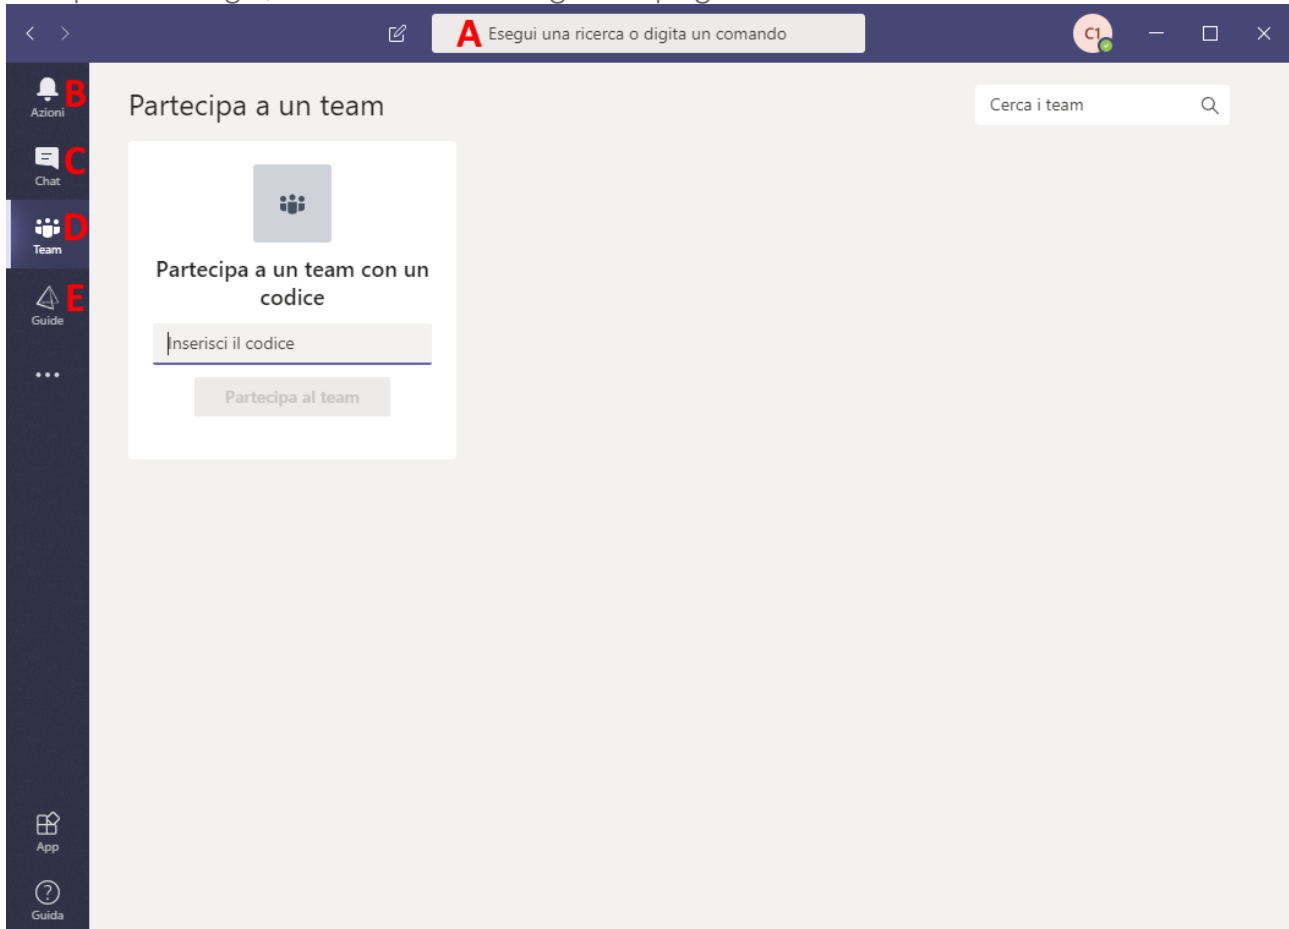 A Esegui una ricerca o digita un comando
C1
B
Azioni
C
Chat
D
Team
E
Guide
Partecipa a un team
Cerca i team
Partecipa a un team con un
codice
Inserisci il codice
Partecipa al team
App
Guida